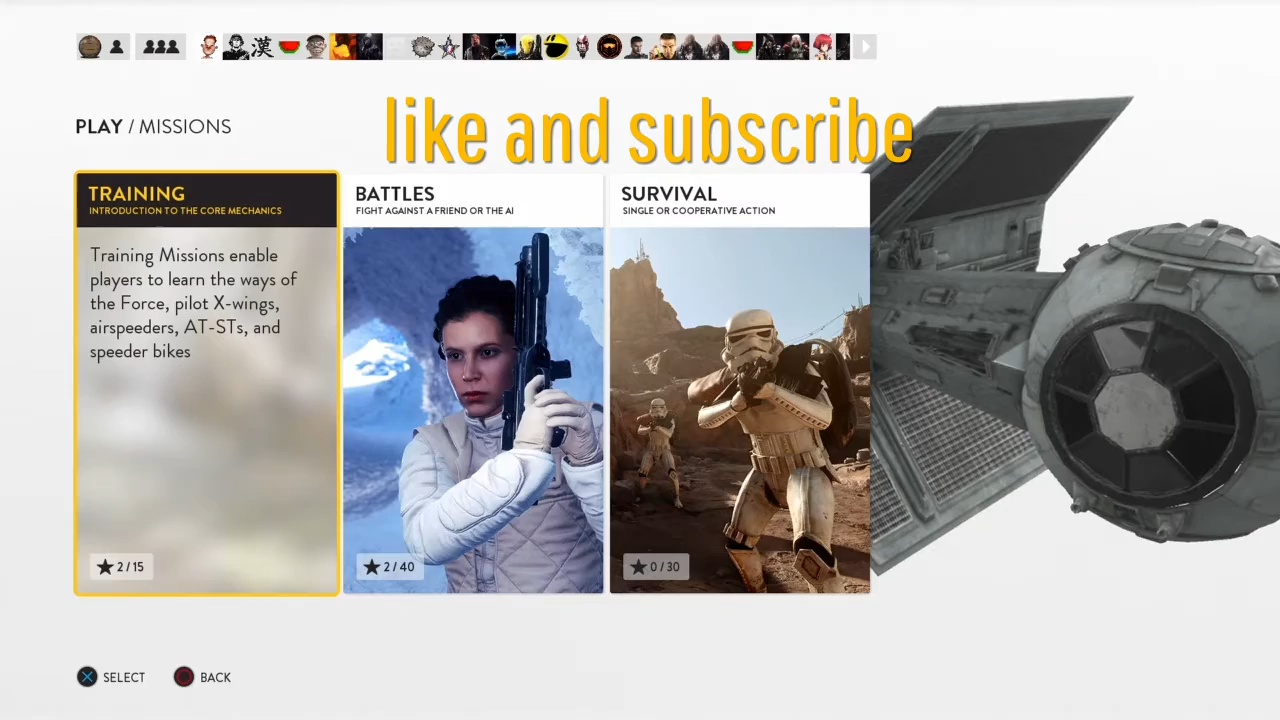 漢
like and subscribe
PLAY / MISSIONS
TRAINING
INTRODUCTION TO THE CORE MECHANICS
Training Missions enable
players to learn the ways of
the Force, pilot X-wings,
airspeeders, AT-STs, and
speeder bikes
2 / 15
BATTLES
FIGHT AGAINST A FRIEND OR THE AI
2 / 40
SURVIVAL
SINGLE OR COOPERATIVE ACTION
0 / 30
SELECT
BACK